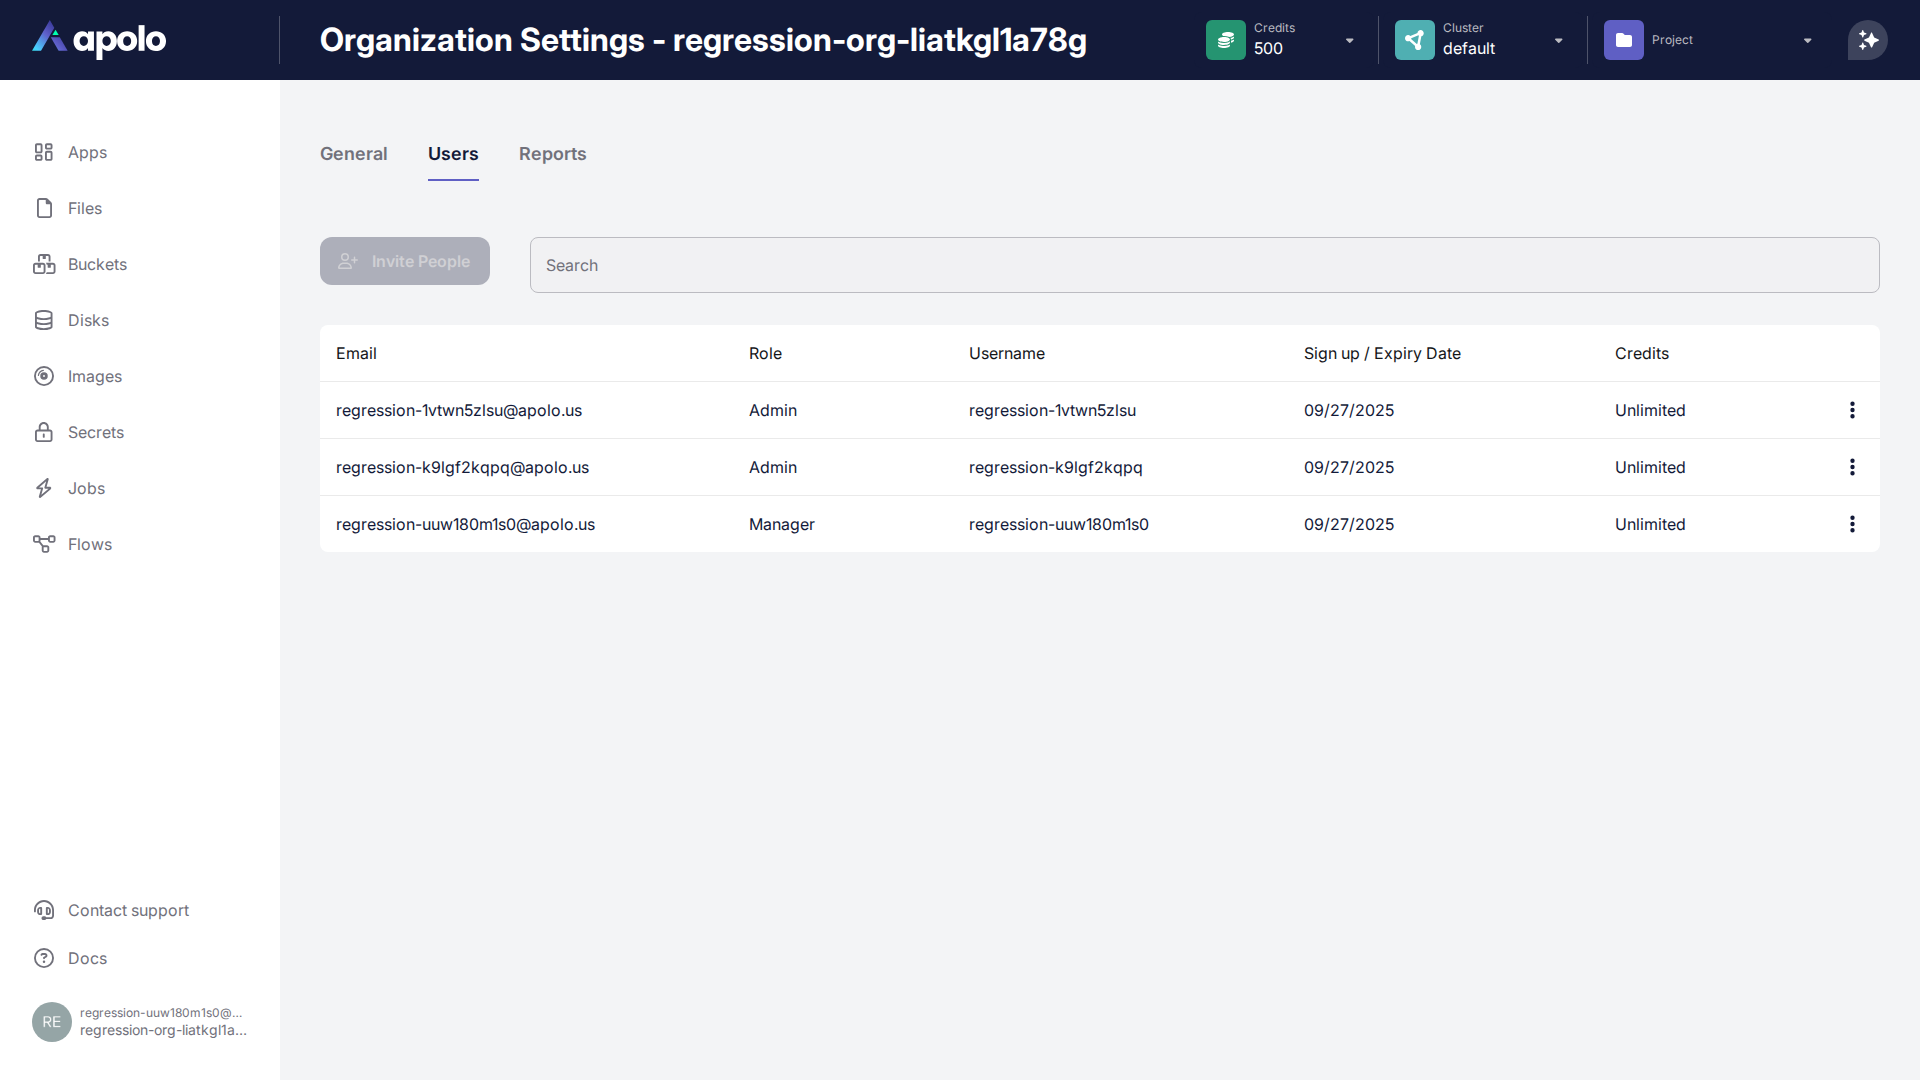 apolo
Organization Settings - regression-org-liatkgl1a78g
Credits
500
Cluster
default
Project
Apps
Files
Buckets
Disks
Images
Secrets
Jobs
Flows
Contact support
Docs
RE
regression-uuw180m1s0@...
regression-org-liatkgl1a...
General Users Reports
Invite People
Search
Email Role Username Sign up / Expiry Date Credits
regression-1vtwn5zlsu@apolo.us Admin regression-1vtwn5zlsu 09/27/2025 Unlimited
regression-k9lgf2kqpq@apolo.us Admin regression-k9lgf2kqpq 09/27/2025 Unlimited
regression-uuw180m1s0@apolo.us Manager regression-uuw180m1s0 09/27/2025 Unlimited